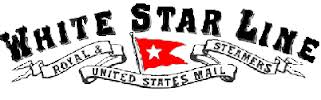 WHITE STAR LINE
ROYAL & UNITED STATES MAIL STEAMERS